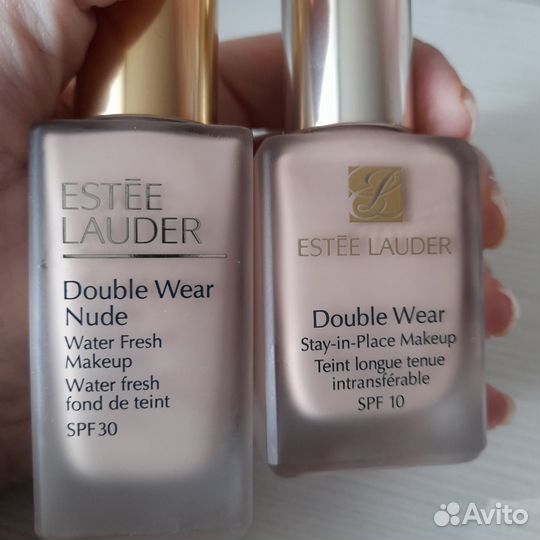 ESTĒE
LAUDER
Double Wear
Nude
Water Fresh
Makeup
Water fresh
fond de teint
SPF30
ESTĒE LAUDER
Double Wear
Stay-in-Place Makeup
Teint longue tenue
intransférable
SPF 10
Avito